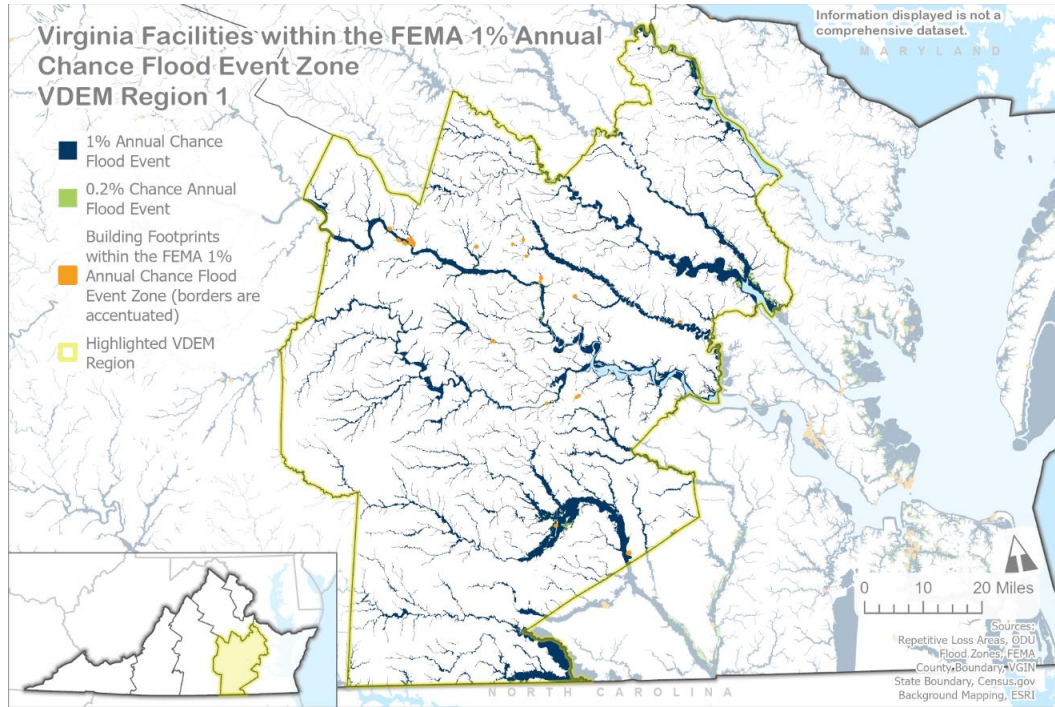 Virginia Facilities within the FEMA 1% Annual
Chance Flood Event Zone
VDEM Region 1
Information displayed is not a
comprehensive dataset.
MARYLAND
1% Annual Chance
Flood Event
0.2% Chance Annual
Flood Event
Building Footprints
within the FEMA 1%
Annual Chance Flood
Event Zone (borders are
accentuated)
Highlighted VDEM
Region
0 10 20 Miles
Sources:
Repetitive Loss Areas, ODU
Flood Zones, FEMA
County Boundary, VGIN
State Boundary, Census.gov
Background Mapping, ESRI
NORTH CAROLINA